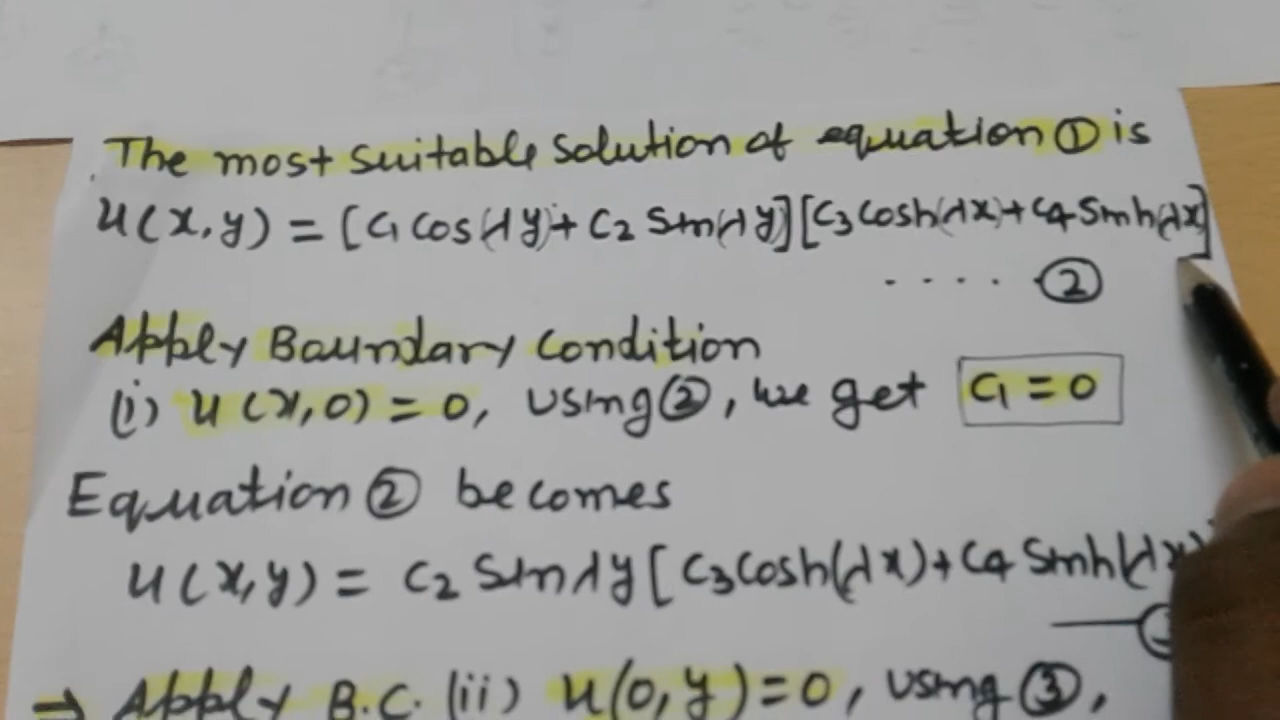 The most suitable solution of equation ① is
u(x,y) = [C1 Cos(λy) + C2 Sin(λy)][C3 Cosh(λx) + C4 Sinh(λx)]
.... ②
Apply Boundary Condition
(i) u(x,0) = 0, using ②, we get C1 = 0
Equation ② becomes
u(x,y) = C2 Sin λy [C3 Cosh(λx) + C4 Sinh(λx)
⇒ Apply B.C. (ii) u(0,y) = 0, using ③,